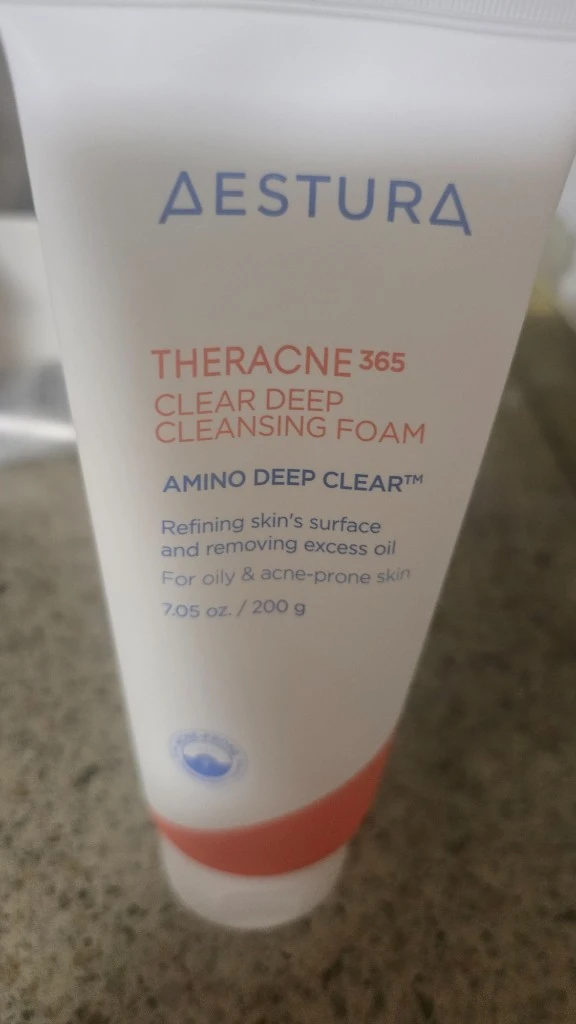 AESTURA
THERACNE 365
CLEAR DEEP
CLEANSING FOAM
AMINO DEEP CLEAR™
Refining skin's surface
and removing excess oil
For oily & acne-prone skin
7.05 oz. / 200 g